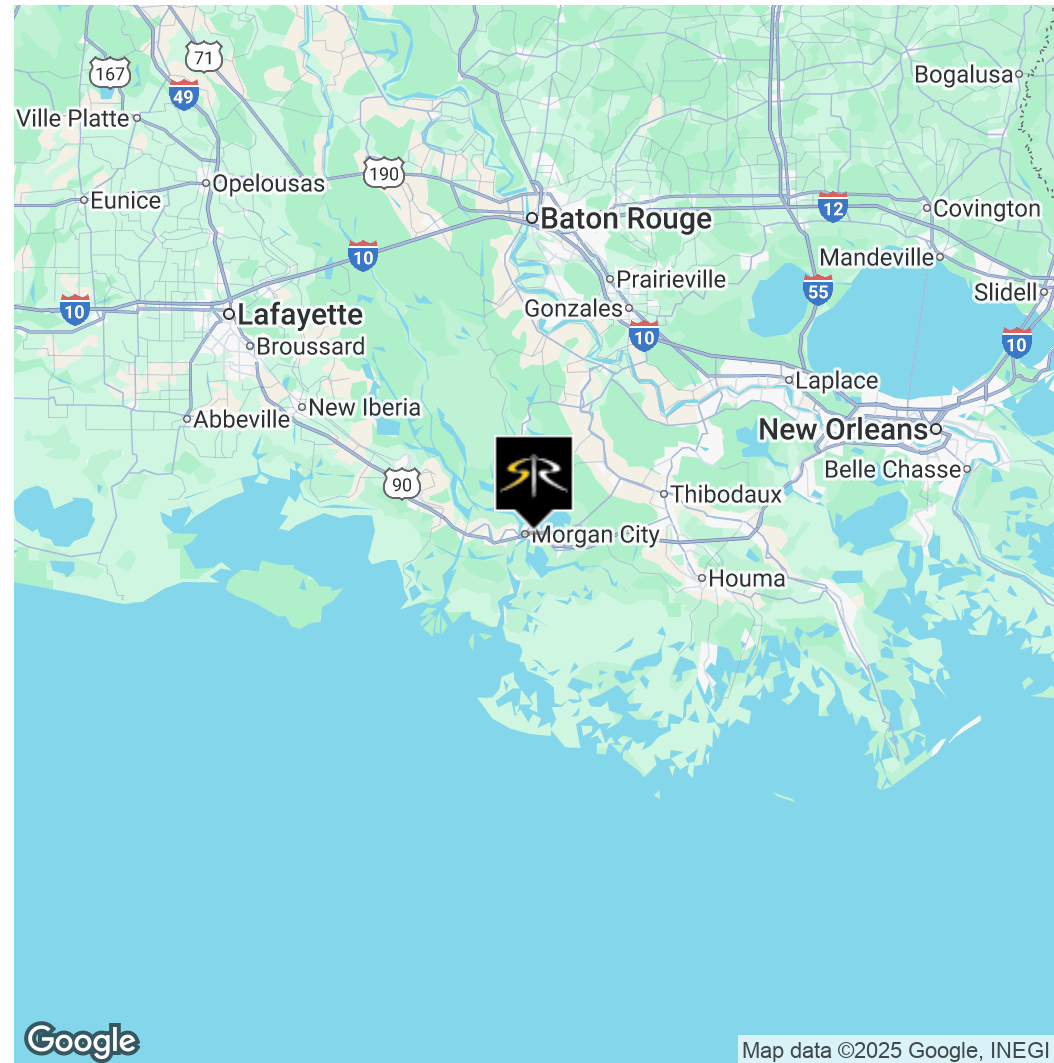 71
167
Bogalusa
49
Ville Platte
190
Opelousas
Eunice
12
Covington
Baton Rouge
10
Mandeville
Prairieville
55
Slidell
10
Gonzales
Lafayette
10
10
Broussard
Laplace
New Iberia
Abbeville
New Orleans
Belle Chasse
SR
90
Thibodaux
Morgan City
Houma
Google
Map data ©2025 Google, INEGI